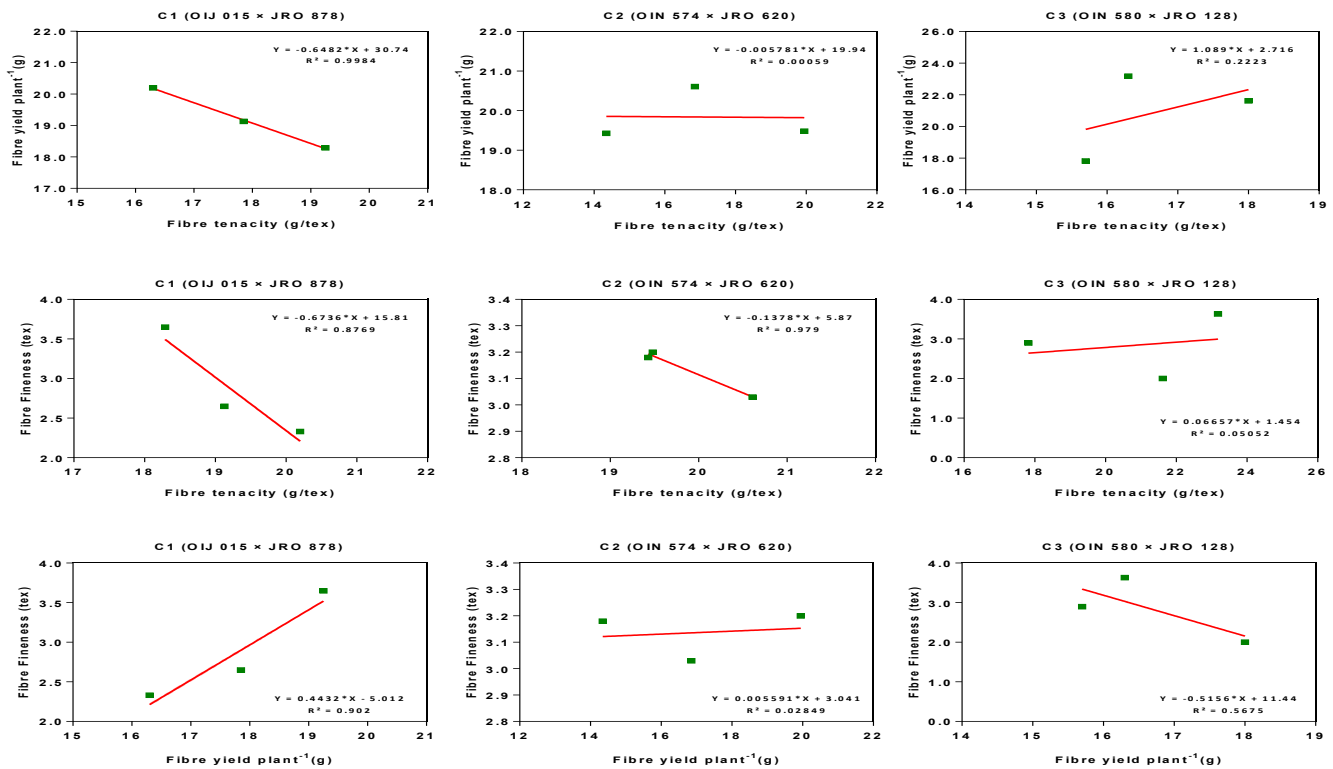 C1 (OIJ 015 × JRO 878)
Fibre yield plant⁻¹(g)
22.0
21.0
20.0
19.0
18.0
17.0
Y = -0.6482*X + 30.74
R² = 0.9984
15 16 17 18 19 20 21
Fibre tenacity (g/tex)
C2 (OIN 574 × JRO 620)
Fibre yield plant⁻¹(g)
22.0
21.0
20.0
19.0
18.0
Y = -0.005781*X + 19.94
R² = 0.00059
12 14 16 18 20 22
Fibre tenacity (g/tex)
C3 (OIN 580 × JRO 128)
Fibre yield plant⁻¹(g)
26.0
24.0
22.0
20.0
18.0
16.0
Y = 1.089*X + 2.716
R² = 0.2223
14 15 16 17 18 19
Fibre tenacity (g/tex)
C1 (OIJ 015 × JRO 878)
Fibre Fineness (tex)
4.0
3.5
3.0
2.5
2.0
Y = -0.6736*X + 15.81
R² = 0.8769
17 18 19 20 21 22
Fibre tenacity (g/tex)
C2 (OIN 574 × JRO 620)
Fibre Fineness (tex)
3.4
3.3
3.2
3.1
3.0
2.9
2.8
Y = -0.1378*X + 5.87
R² = 0.979
18 19 20 21 22
Fibre tenacity (g/tex)
C3 (OIN 580 × JRO 128)
Fibre Fineness (tex)
4.0
3.0
2.0
1.0
0.0
Y = 0.06657*X + 1.454
R² = 0.05052
16 18 20 22 24 26
Fibre tenacity (g/tex)
C1 (OIJ 015 × JRO 878)
Fibre Fineness (tex)
4.0
3.5
3.0
2.5
2.0
Y = 0.4432*X - 5.012
R² = 0.902
15 16 17 18 19 20 21
Fibre yield plant⁻¹(g)
C2 (OIN 574 × JRO 620)
Fibre Fineness (tex)
3.4
3.3
3.2
3.1
3.0
2.9
2.8
Y = 0.005591*X + 3.041
R² = 0.02849
12 14 16 18 20 22
Fibre yield plant⁻¹(g)
C3 (OIN 580 × JRO 128)
Fibre Fineness (tex)
4.0
3.0
2.0
1.0
0.0
Y = -0.5156*X + 11.44
R² = 0.5675
14 15 16 17 18 19
Fibre yield plant⁻¹(g)